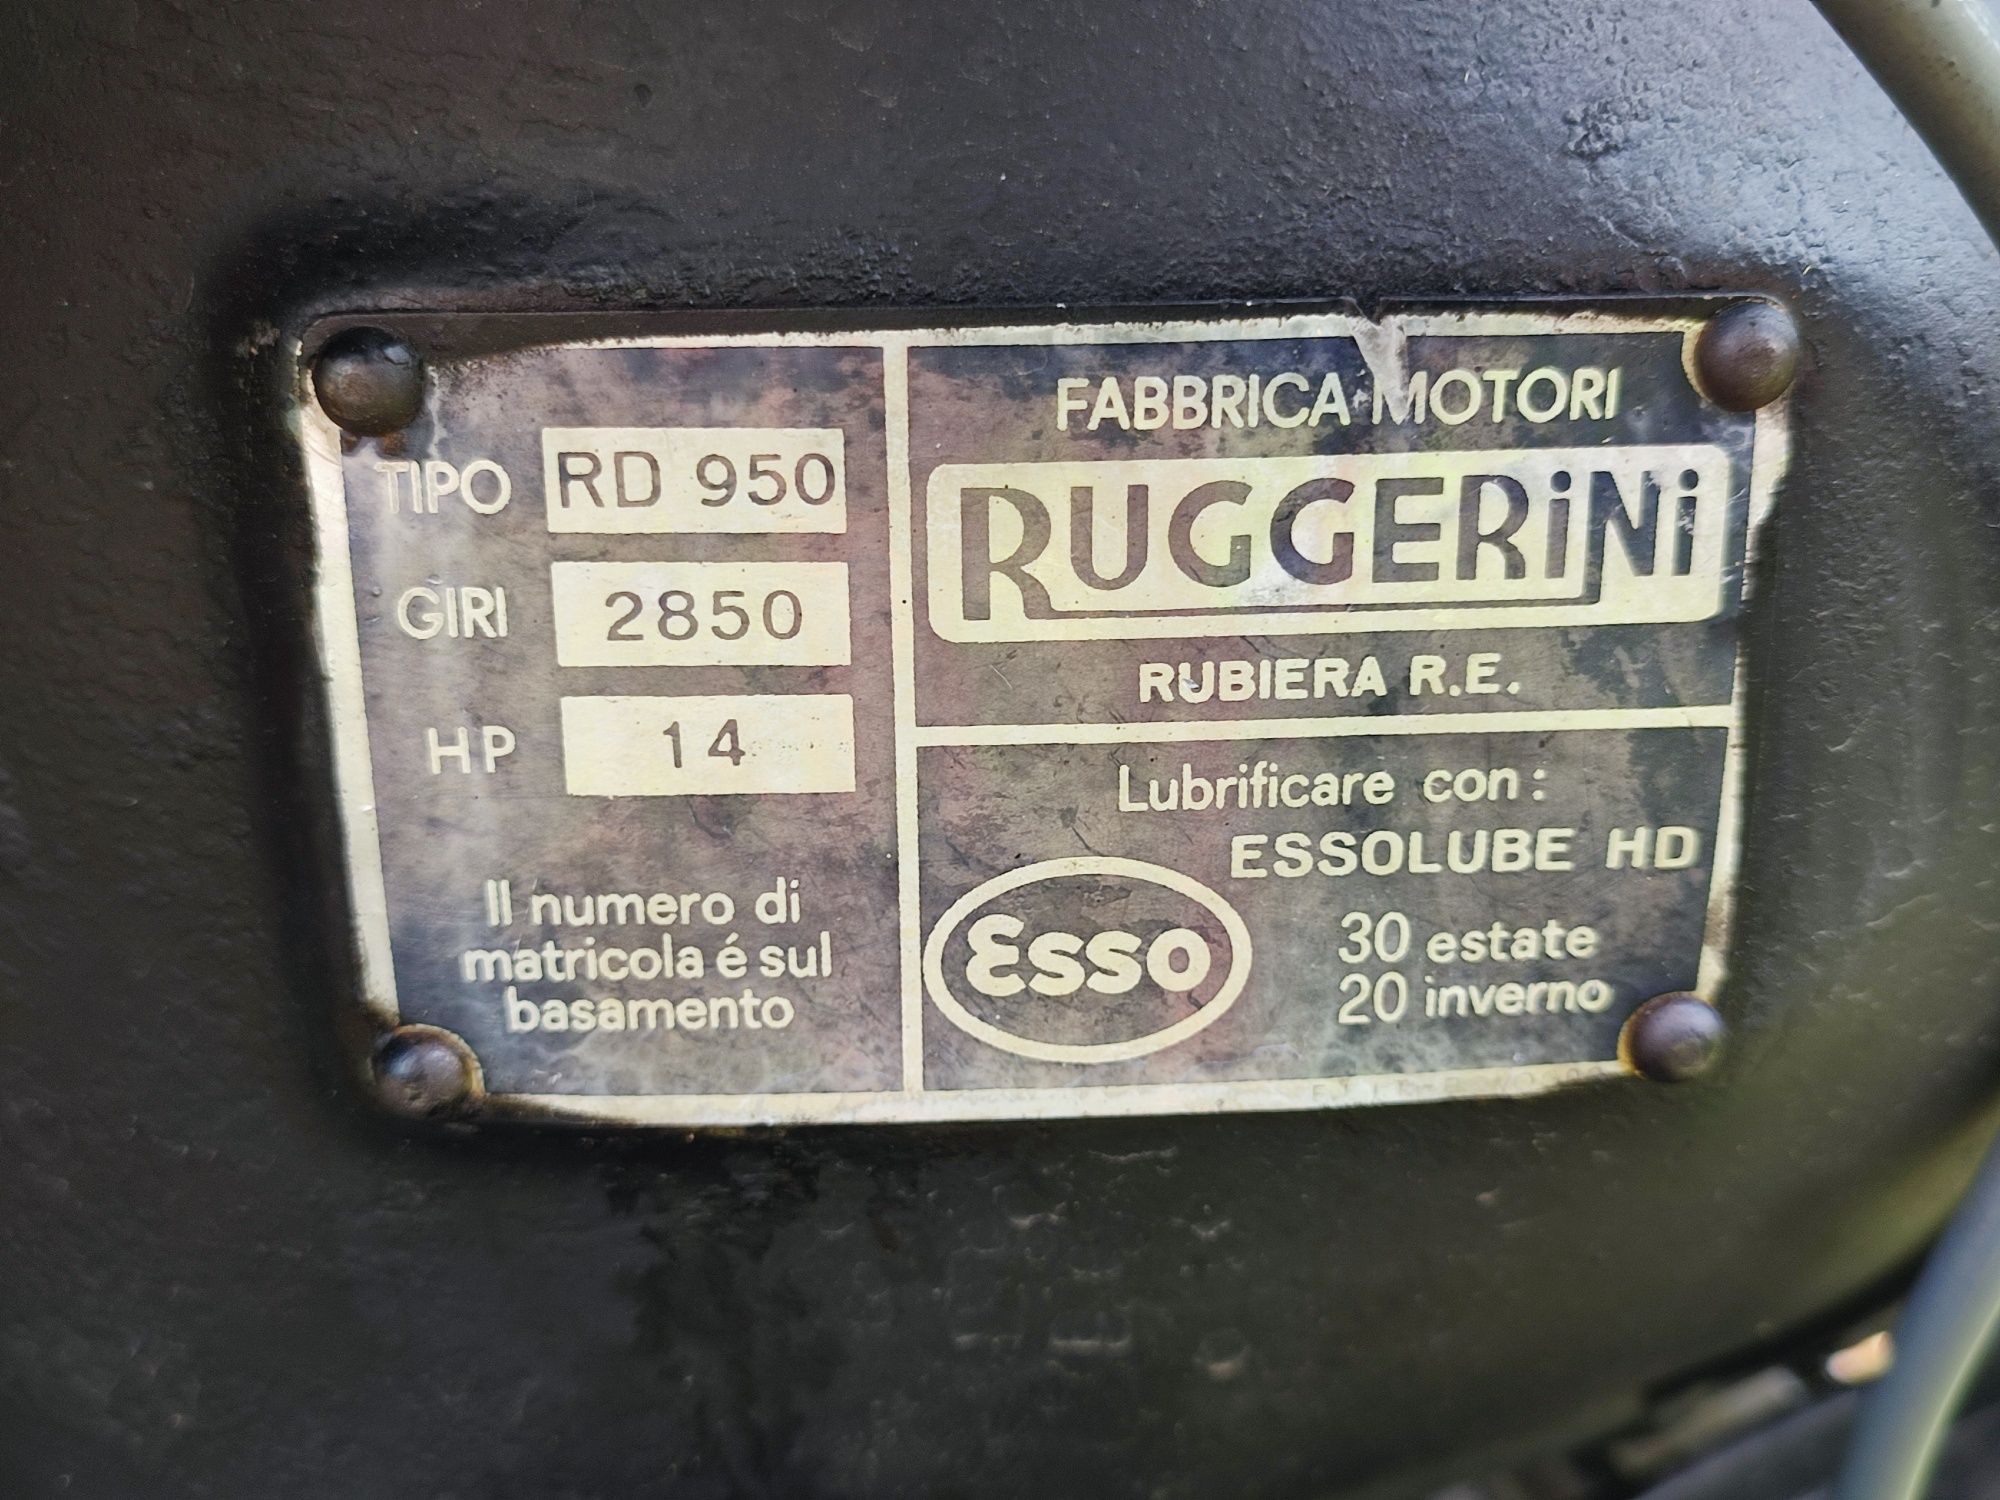 TIPO RD 950
GIRI 2850
HP 14
Il numero di
matricola é sul
basamento
FABBRICA MOTORI
RUGGERiNi
RUBIERA R.E.
Lubrificare con:
ESSOLUBE HD
Esso
30 estate
20 inverno